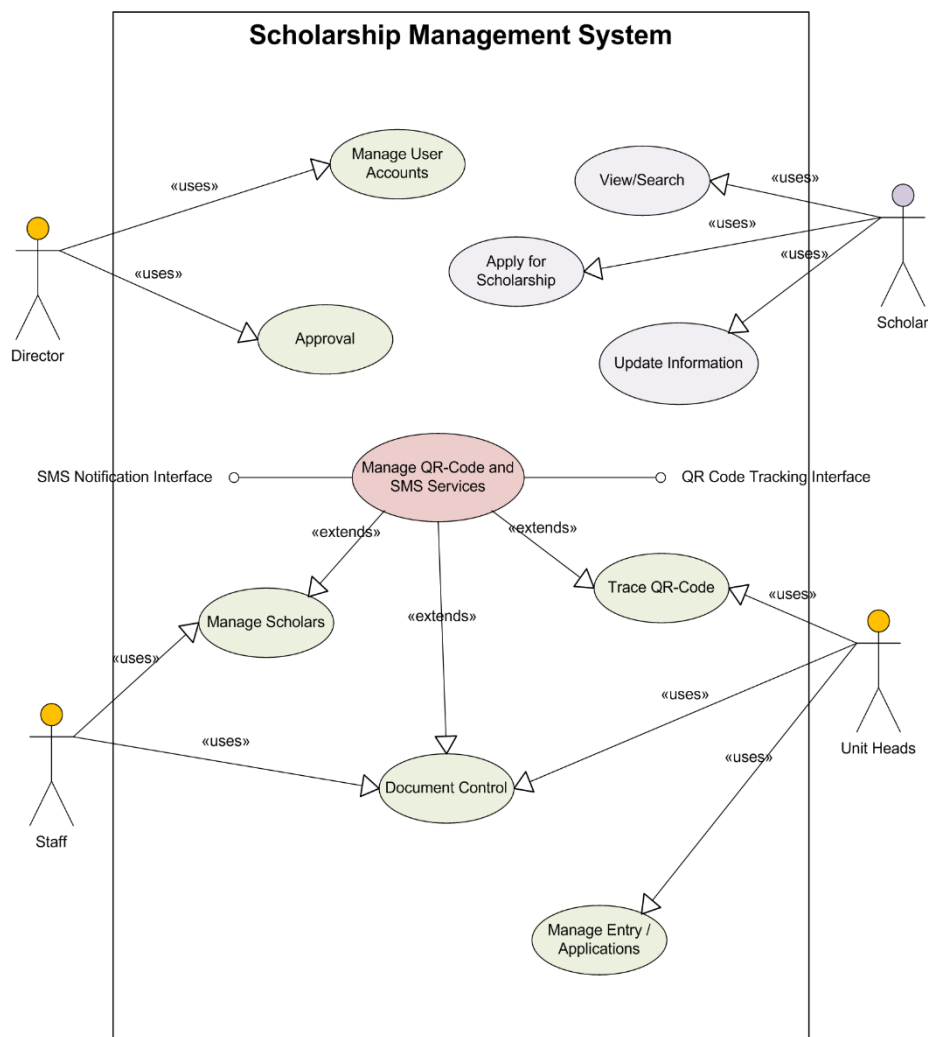 Scholarship Management System
Manage User
Accounts
«uses»
View/Search
«uses»
«uses»
Apply for
Scholarship
«uses»
«uses»
Director
Scholar
Approval
Update Information
SMS Notification Interface
Manage QR-Code and
SMS Services
QR Code Tracking Interface
«extends»
«extends»
Trace QR-Code
«uses»
Manage Scholars
«extends»
«uses»
«uses»
«uses»
Unit Heads
«uses»
Document Control
Staff
Manage Entry /
Applications